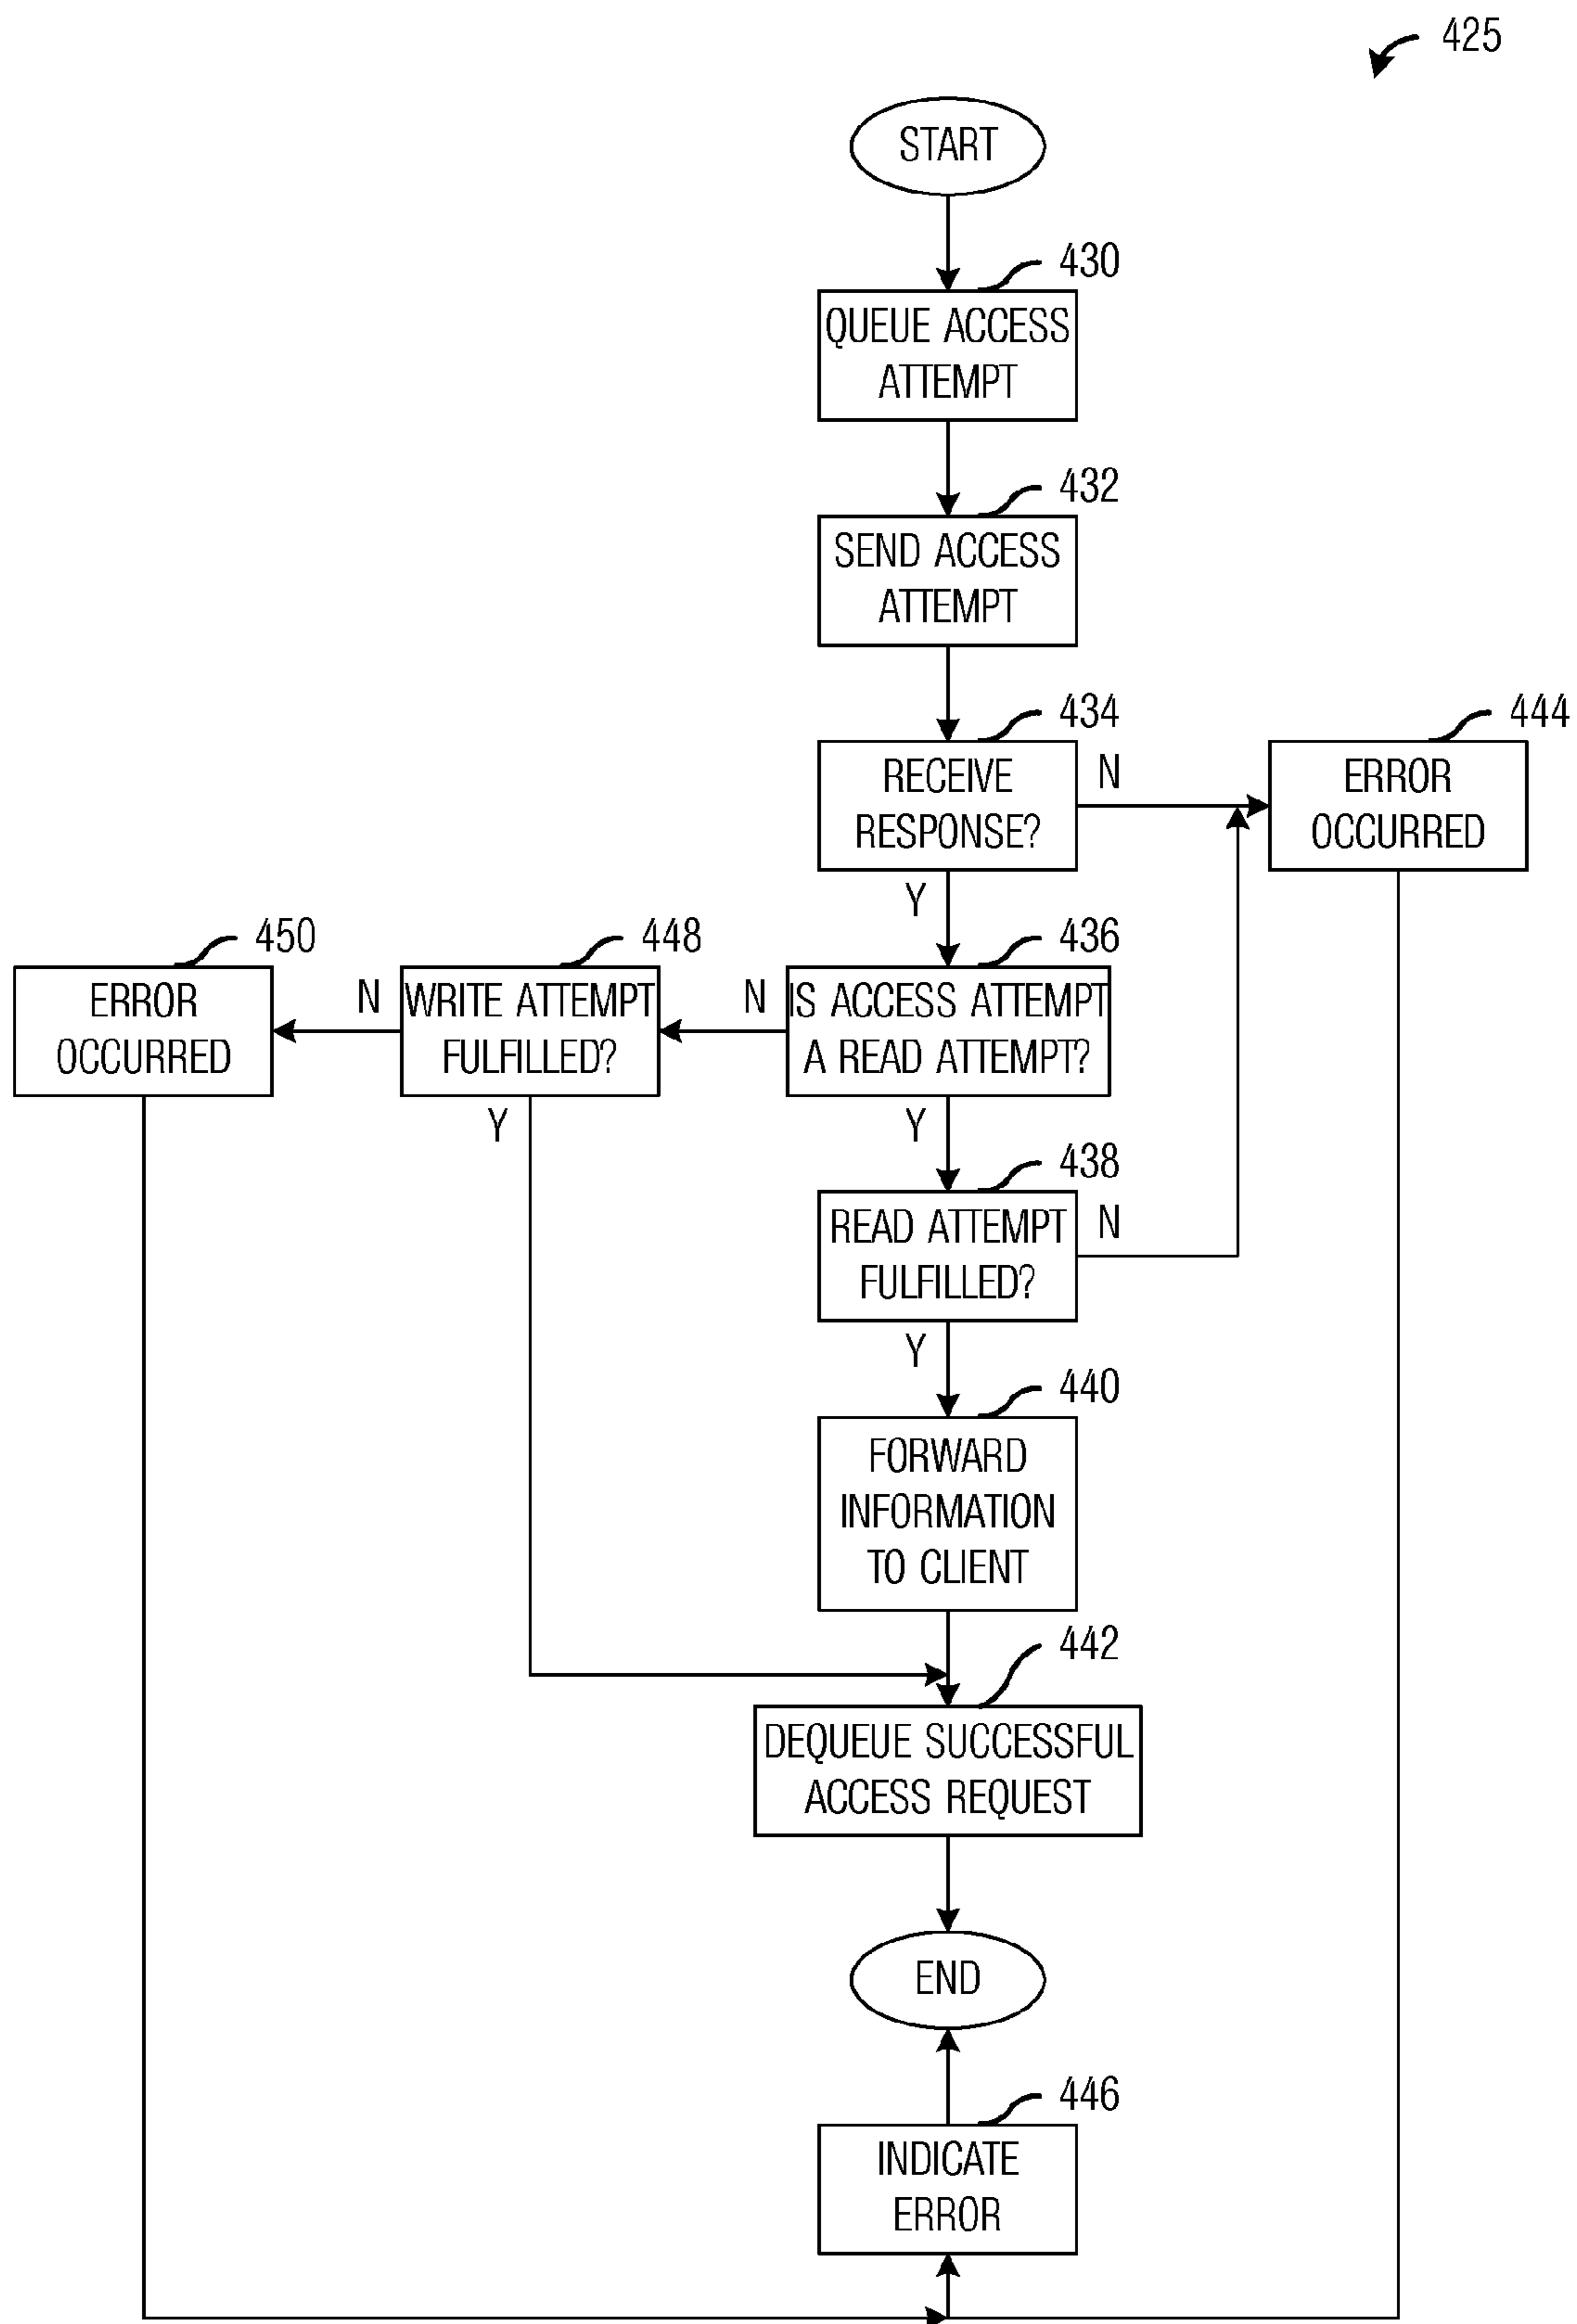 425
START
430
QUEUE ACCESS
ATTEMPT
432
SEND ACCESS
ATTEMPT
434
RECEIVE
RESPONSE?
N
Y
444
ERROR
OCCURRED
450
ERROR
OCCURRED
N
448
WRITE ATTEMPT
FULFILLED?
Y
N
436
IS ACCESS ATTEMPT
A READ ATTEMPT?
Y
438
READ ATTEMPT
FULFILLED?
N
Y
440
FORWARD
INFORMATION
TO CLIENT
442
DEQUEUE SUCCESSFUL
ACCESS REQUEST
END
446
INDICATE
ERROR